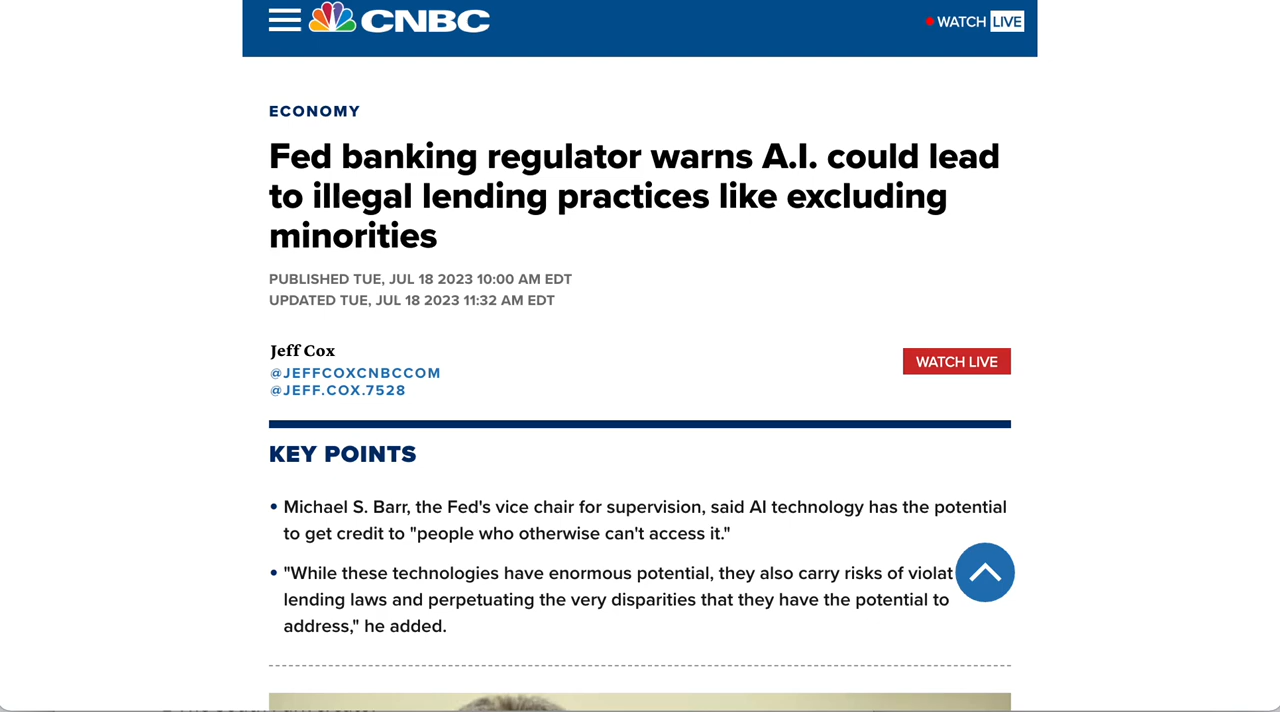 CNBC
WATCH LIVE
ECONOMY
Fed banking regulator warns A.I. could lead
to illegal lending practices like excluding
minorities
PUBLISHED TUE, JUL 18 2023 10:00 AM EDT
UPDATED TUE, JUL 18 2023 11:32 AM EDT
Jeff Cox
@JEFFCOXCNBCCOM
@JEFF.COX.7528
WATCH LIVE
KEY POINTS
• Michael S. Barr, the Fed's vice chair for supervision, said AI technology has the potential
to get credit to "people who otherwise can't access it."
• "While these technologies have enormous potential, they also carry risks of violat
lending laws and perpetuating the very disparities that they have the potential to
address," he added.